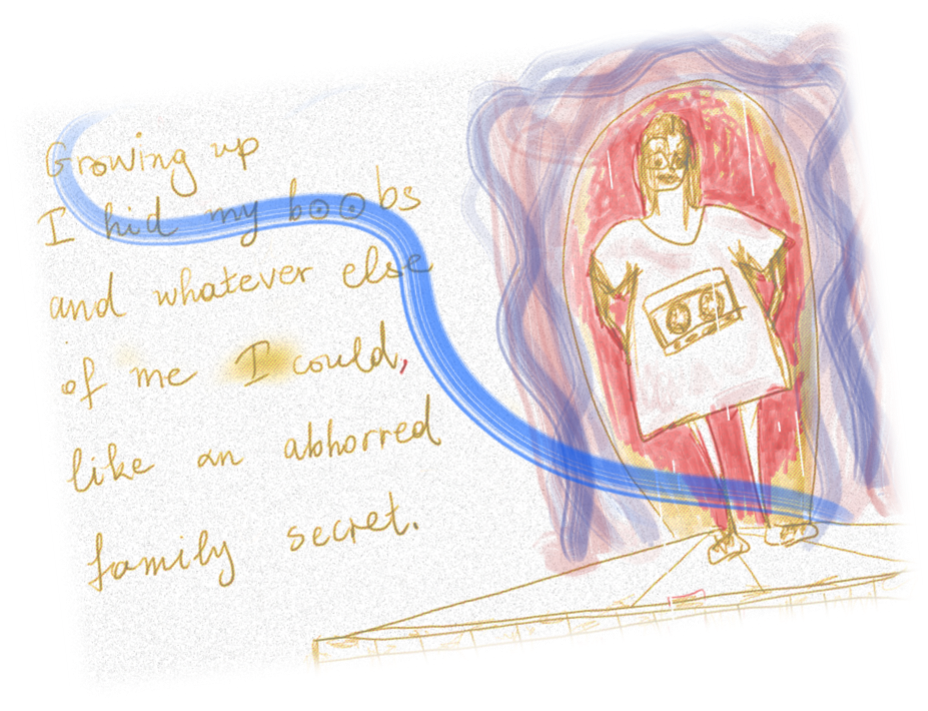 Growing up
I hid my boobs
and whatever else
of me I could,
like an abhorred
family secret.